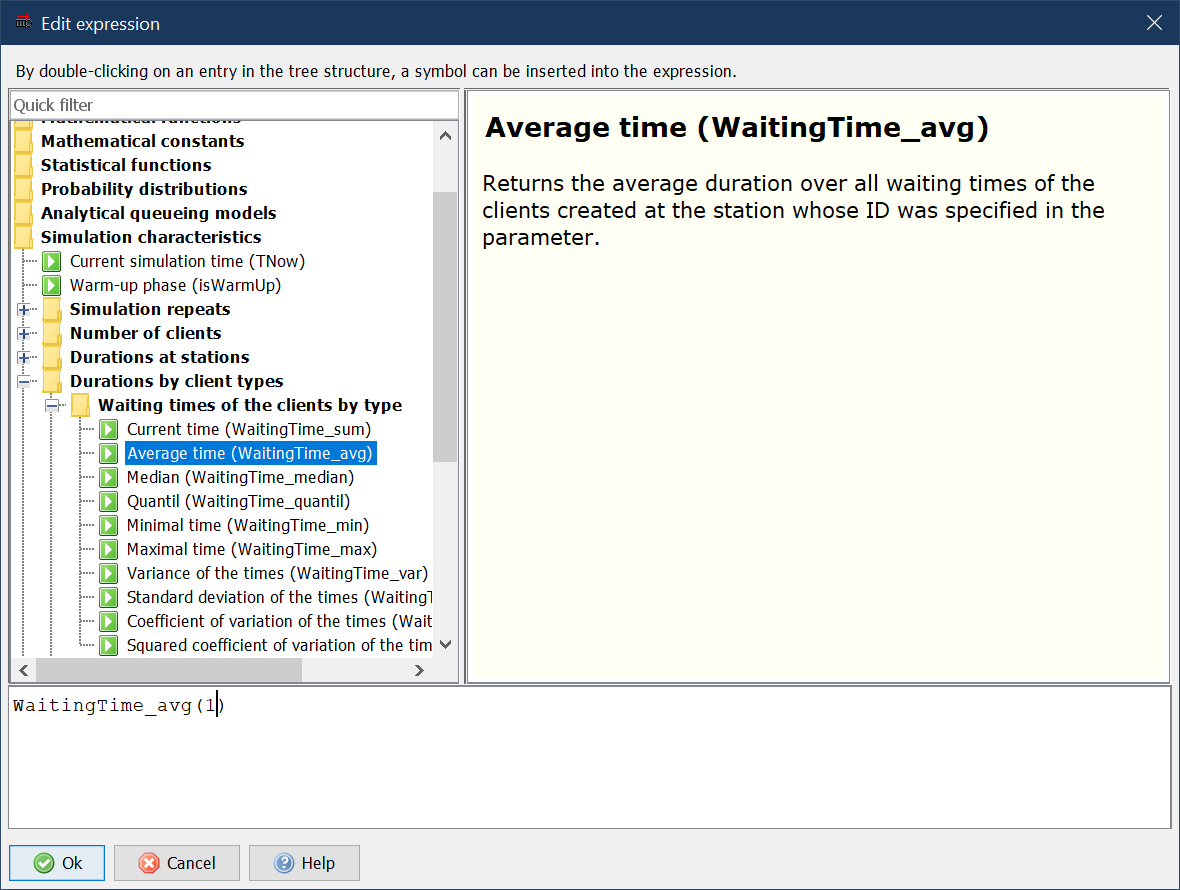 Edit expression
By double-clicking on an entry in the tree structure, a symbol can be inserted into the expression.
Quick filter
Mathematical functions
Mathematical constants
Statistical functions
Probability distributions
Analytical queueing models
Simulation characteristics
Current simulation time (TNow)
Warm-up phase (isWarmUp)
Simulation repeats
Number of clients
Durations at stations
Durations by client types
Waiting times of the clients by type
Current time (WaitingTime_sum)
Average time (WaitingTime_avg)
Median (WaitingTime_median)
Quantil (WaitingTime_quantil)
Minimal time (WaitingTime_min)
Maximal time (WaitingTime_max)
Variance of the times (WaitingTime_var)
Standard deviation of the times (WaitingT
Coefficient of variation of the times (Wait
Squared coefficient of variation of the tim
Average time (WaitingTime_avg)
Returns the average duration over all waiting times of the
clients created at the station whose ID was specified in the
parameter.
WaitingTime_avg(1)
Ok
Cancel
Help